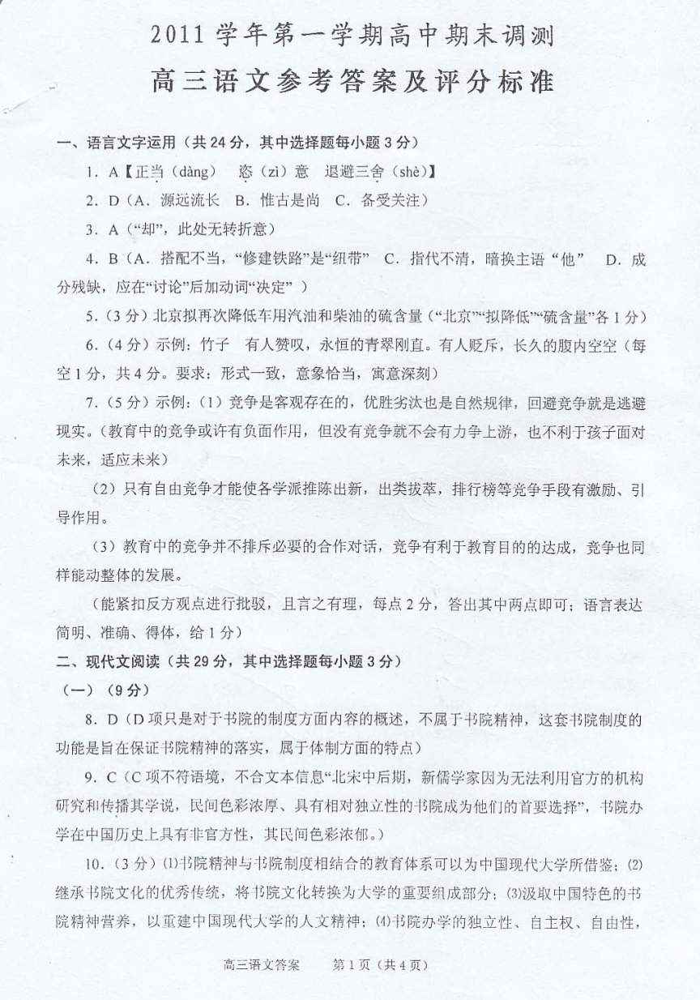 2011 学年第一学期高中期末调测
高三语文参考答案及评分标准
一、语言文字运用（共 24 分，其中选择题每小题 3 分）
1．A【正当（dàng） 恣（zì）意 退避三舍（shè）】
2．D（A．源远流长 B．惟古是尚 C．备受关注）
3．A（“却”，此处无转折意）
4．B（A．搭配不当，“修建铁路”是“纽带” C．指代不清，暗换主语“他” D．成
分残缺，应在“讨论”后加动词“决定” ）
5．（3 分）北京拟再次降低车用汽油和柴油的硫含量（“北京”“拟降低”“硫含量”各 1 分）
6．（4 分）示例：竹子 有人赞叹，永恒的青翠刚直。有人贬斥，长久的腹内空空（每
空 1 分，共 4 分。要求：形式一致，意象恰当，寓意深刻）
7．（5 分）示例：（1）竞争是客观存在的，优胜劣汰也是自然规律，回避竞争就是逃避
现实。（教育中的竞争或许有负面作用，但没有竞争就不会有力争上游，也不利于孩子面对
未来，适应未来）
（2）只有自由竞争才能使各学派推陈出新，出类拔萃，排行榜等竞争手段有激励、引
导作用。
（3）教育中的竞争并不排斥必要的合作对话，竞争有利于教育目的的达成，竞争也同
样能动整体的发展。
（能紧扣反方观点进行批驳，且言之有理，每点 2 分，答出其中两点即可；语言表达
简明、准确、得体，给 1 分）
二、现代文阅读（共 29 分，其中选择题每小题 3 分）
（一）（9 分）
8．D（D 项只是对于书院的制度方面内容的概述，不属于书院精神，这套书院制度的
功能是旨在保证书院精神的落实，属于体制方面的特点）
9．C（C 项不符语境，不合文本信息“北宋中后期，新儒学家因为无法利用官方的机构
研究和传播其学说，民间色彩浓厚、具有相对独立性的书院成为他们的首要选择”，书院办
学在中国历史上具有非官方性，其民间色彩浓郁。）
10．（3 分）⑴书院精神与书院制度相结合的教育体系可以为中国现代大学所借鉴；⑵
继承书院文化的优秀传统，将书院文化转换为大学的重要组成部分；⑶汲取中国特色的书
院精神营养，以重建中国现代大学的人文精神；⑷书院办学的独立性、自主权、自由性，
高三语文答案 第 1 页（共 4 页）